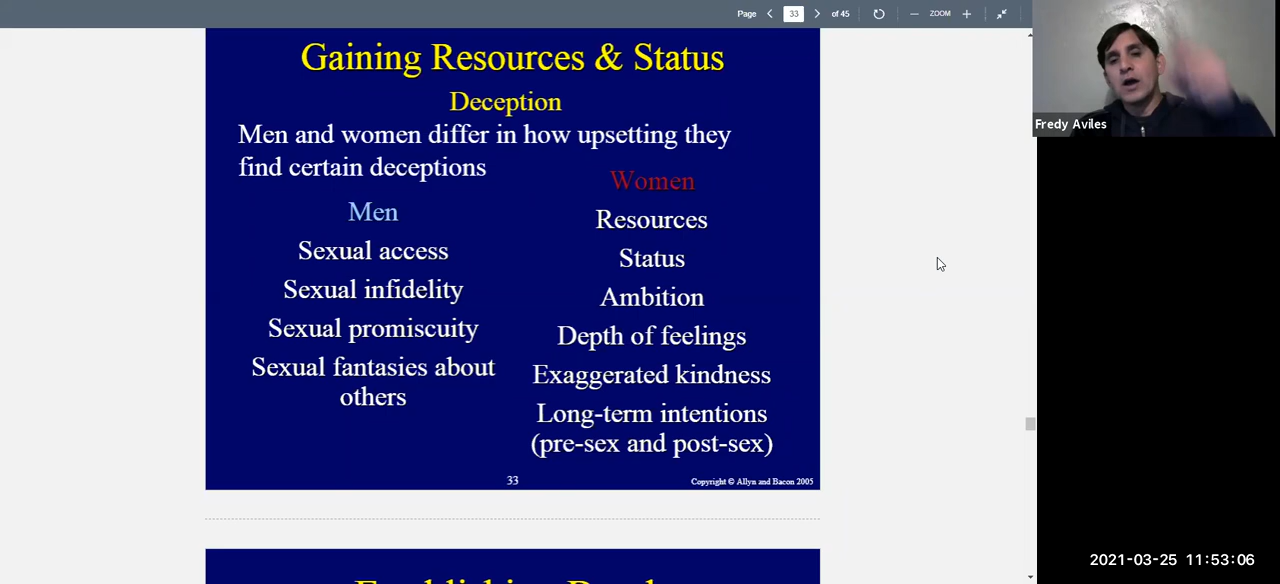 Page 33 of 45 ZOOM
Gaining Resources & Status
Deception
Men and women differ in how upsetting they
find certain deceptions
Men
Sexual access
Sexual infidelity
Sexual promiscuity
Sexual fantasies about
others
Women
Resources
Status
Ambition
Depth of feelings
Exaggerated kindness
Long-term intentions
(pre-sex and post-sex)
33
Copyright © Allyn and Bacon 2005
Fredy Aviles
2021-03-25 11:53:06